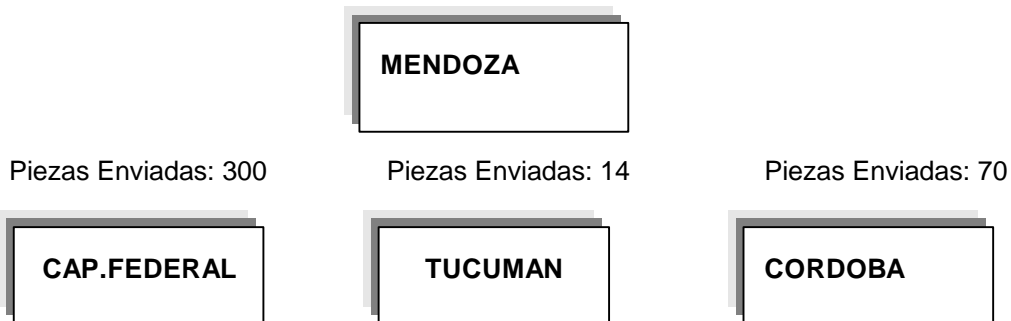 MENDOZA
Piezas Enviadas: 300 Piezas Enviadas: 14 Piezas Enviadas: 70
CAP.FEDERAL TUCUMAN CORDOBA